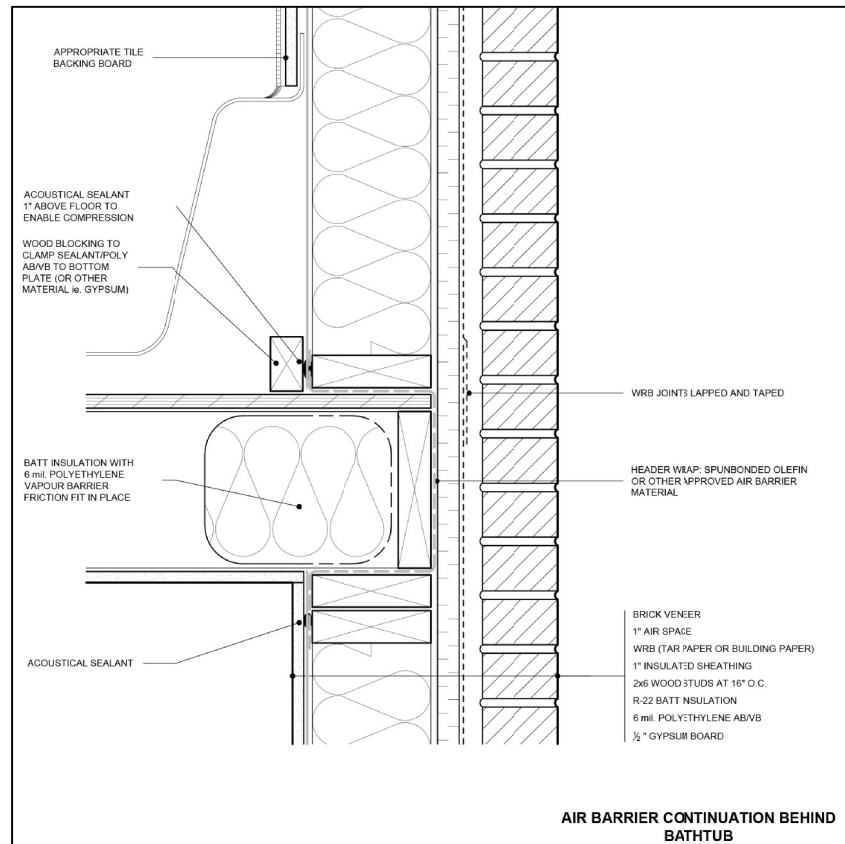 APPROPRIATE TILE
BACKING BOARD
ACOUSTICAL SEALANT
1" ABOVE FLOOR TO
ENABLE COMPRESSION
WOOD BLOCKING TO
CLAMP SEALANT/POLY
AB/VB TO BOTTOM
PLATE (OR OTHER
MATERIAL ie. GYPSUM)
WRB JOINTS LAPPED AND TAPED
BATT INSULATION WITH
6 mil. POLYETHYLENE
VAPOUR BARRIER
FRICTION FIT IN PLACE
HEADER WRAP: SPUNBONDED OLEFIN
OR OTHER APPROVED AIR BARRIER
MATERIAL
ACOUSTICAL SEALANT
BRICK VENEER
1" AIR SPACE
WRB (TAR PAPER OR BUILDING PAPER)
1" INSULATED SHEATHING
2x6 WOOD STUDS AT 16" O.C.
R-22 BATT INSULATION
6 mil. POLYETHYLENE AB/VB
½" GYPSUM BOARD
AIR BARRIER CONTINUATION BEHIND
BATHTUB